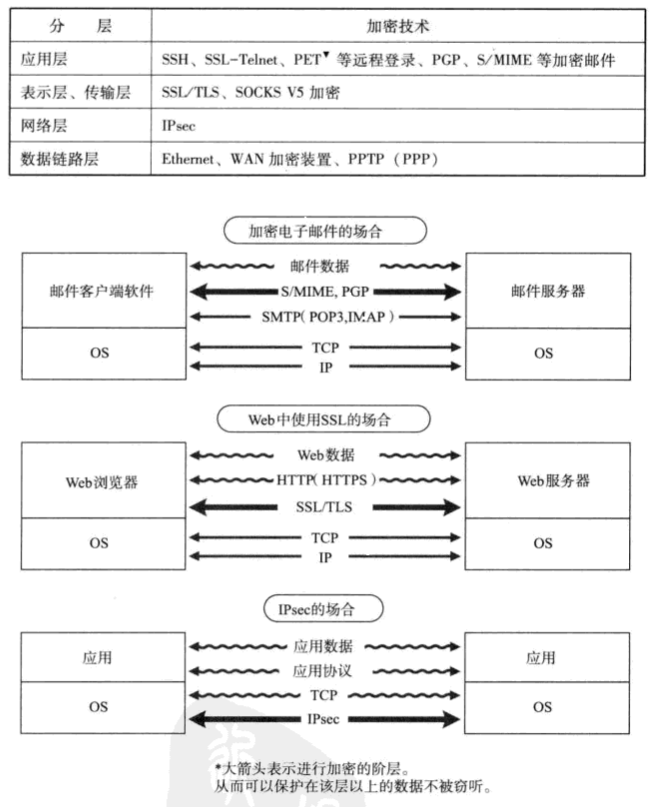 分 层 加密技术
应用层 SSH、SSL-Telnet、PET▼ 等远程登录、PGP、S/MIME 等加密邮件
表示层、传输层 SSL/TLS、SOCKS V5 加密
网络层 IPsec
数据链路层 Ethernet、WAN 加密装置、PPTP（PPP）
加密电子邮件的场合
邮件数据
邮件客户端软件 S/MIME, PGP 邮件服务器
SMTP( POP3,IMAP )
OS TCP OS
IP
Web中使用SSL的场合
Web数据
Web浏览器 HTTP( HTTPS ) Web服务器
SSL/TLS
OS TCP OS
IP
IPsec的场合
应用数据
应用 应用协议 应用
OS TCP OS
IPsec
*大箭头表示进行加密的阶层。
从而可以保护在该层以上的数据不被窃听。